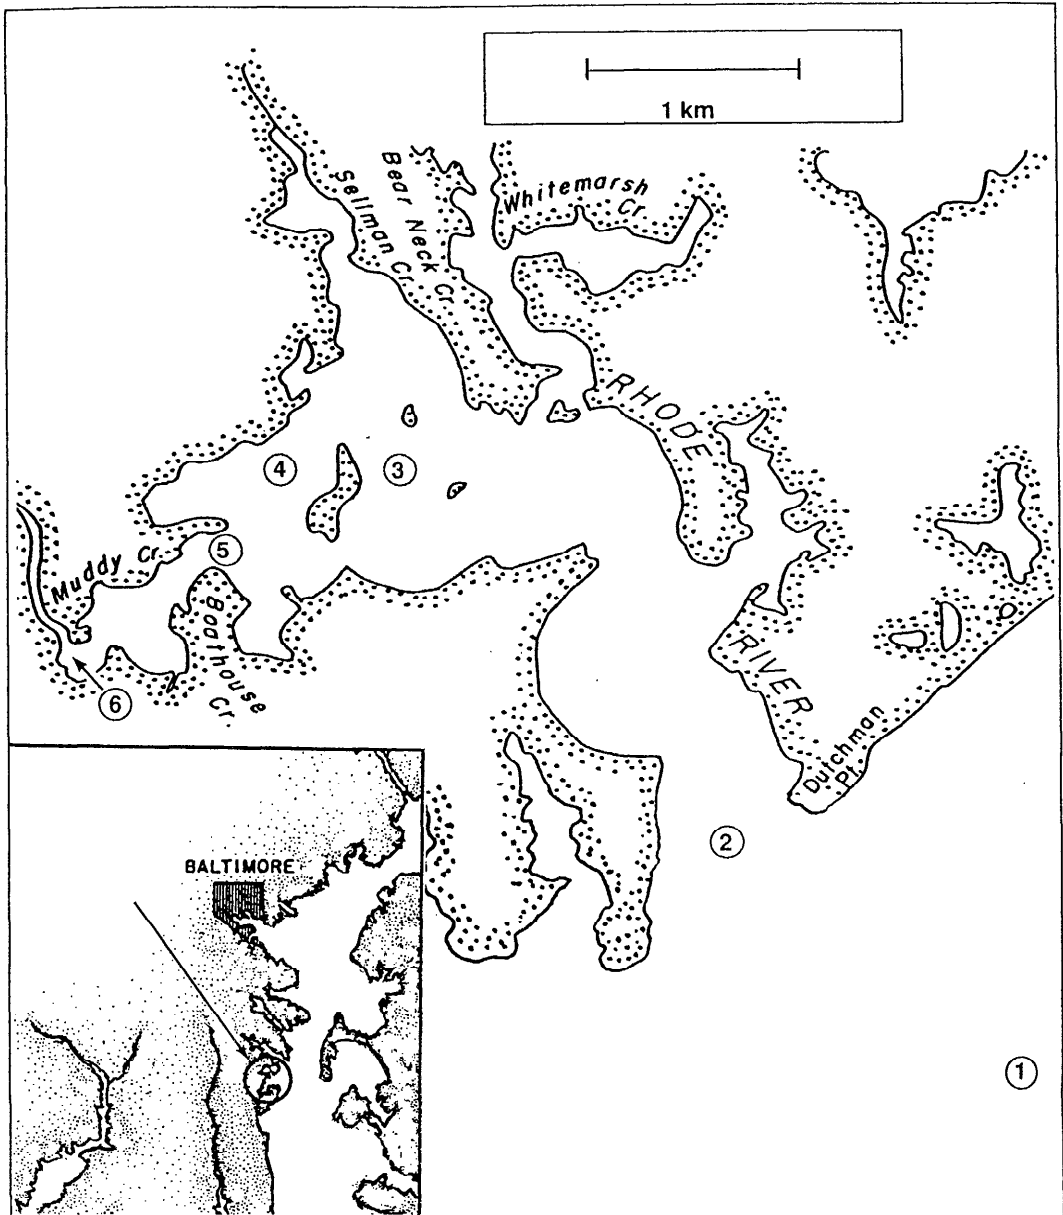 1 km
Bear Neck Cr.
Sellman Cr.
Whitemarsh
Cr.
RHODE
RIVER
4
3
5
Muddy Cr.
Boathouse
Cr.
6
Dutchman
Pt.
2
BALTIMORE
1